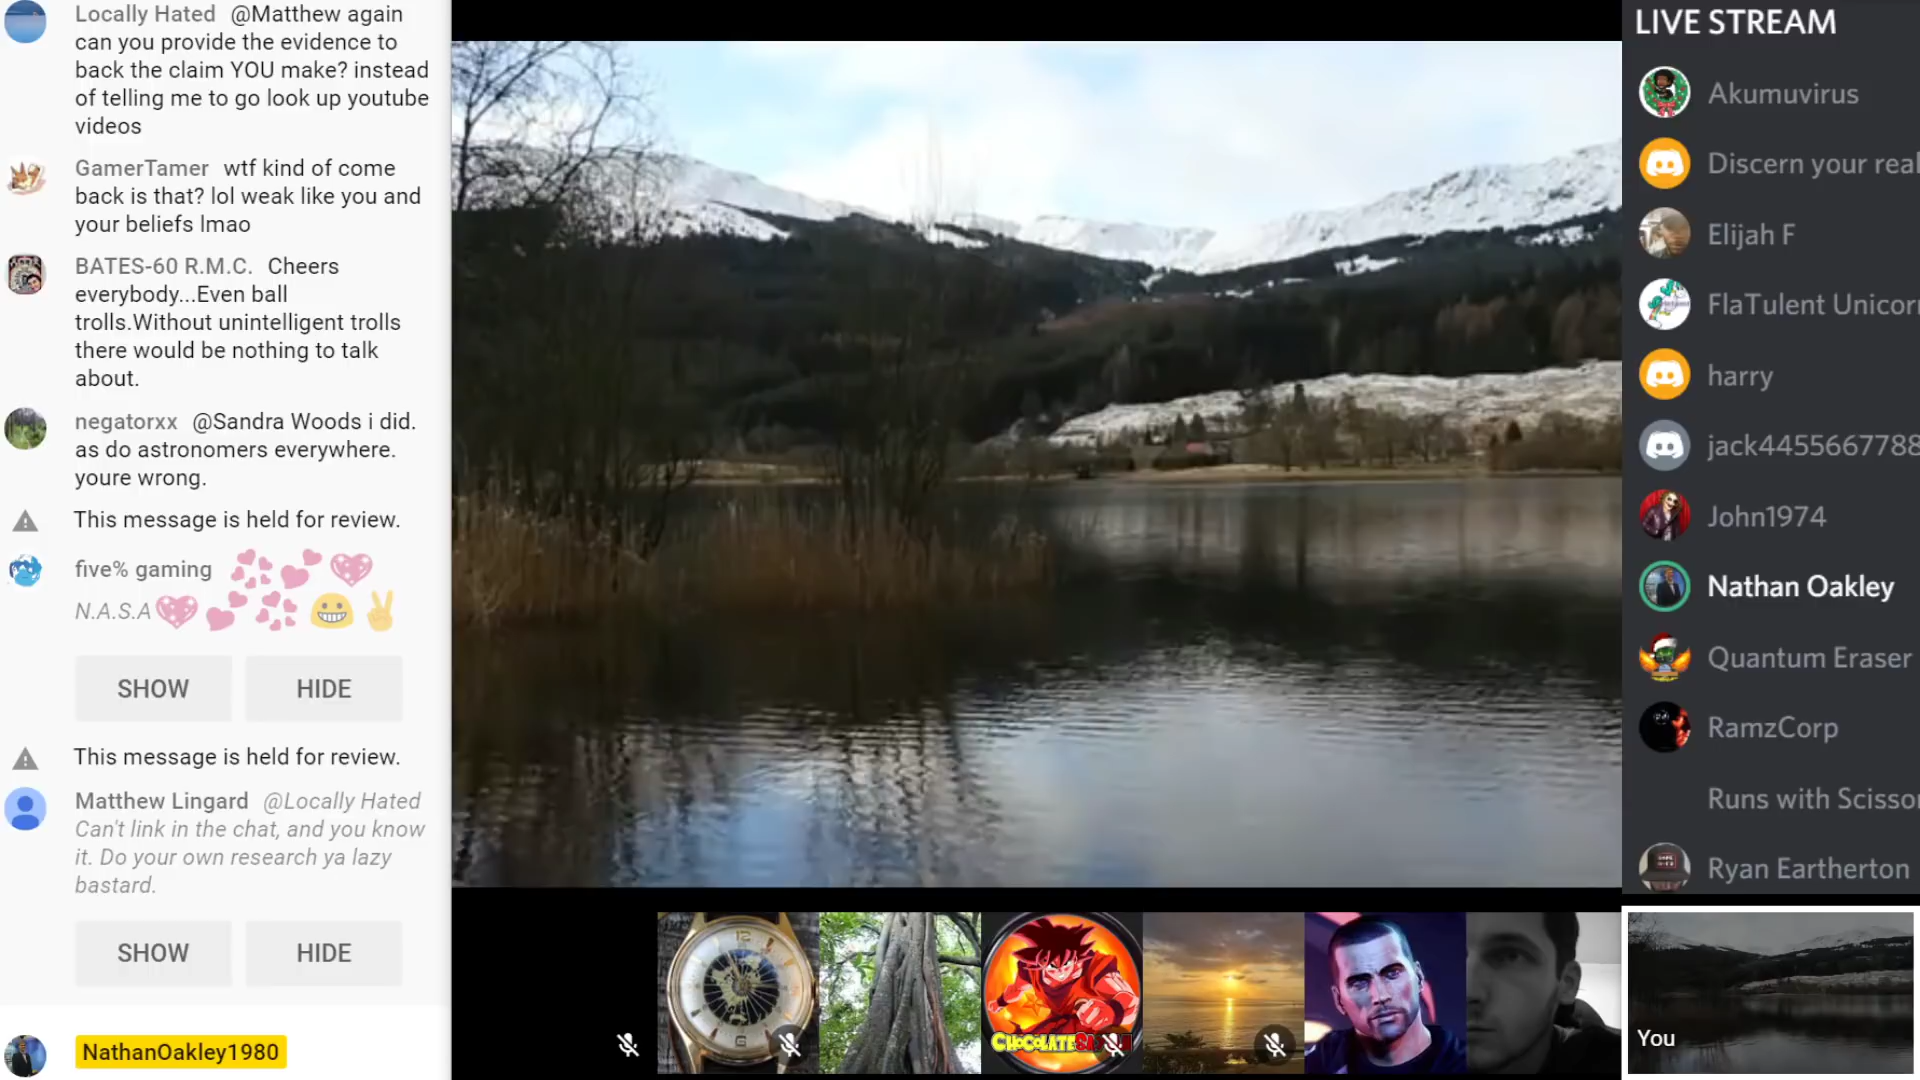 Locally Hated @Matthew again
can you provide the evidence to
back the claim YOU make? instead
of telling me to go look up youtube
videos
GamerTamer wtf kind of come
back is that? lol weak like you and
your beliefs lmao
BATES-60 R.M.C. Cheers
everybody...Even ball
trolls.Without unintelligent trolls
there would be nothing to talk
about.
negatorxx @Sandra Woods i did.
as do astronomers everywhere.
youre wrong.
This message is held for review.
five% gaming
N.A.S.A
SHOW HIDE
This message is held for review.
Matthew Lingard @Locally Hated
Can't link in the chat, and you know
it. Do your own research ya lazy
bastard.
SHOW HIDE
NathanOakley1980
LIVE STREAM
Akumuvirus
Discern your real
Elijah F
FlaTulent Unicorn
harry
jack4455667788
John1974
Nathan Oakley
Quantum Eraser
RamzCorp
Runs with Scissor
Ryan Eartherton
You